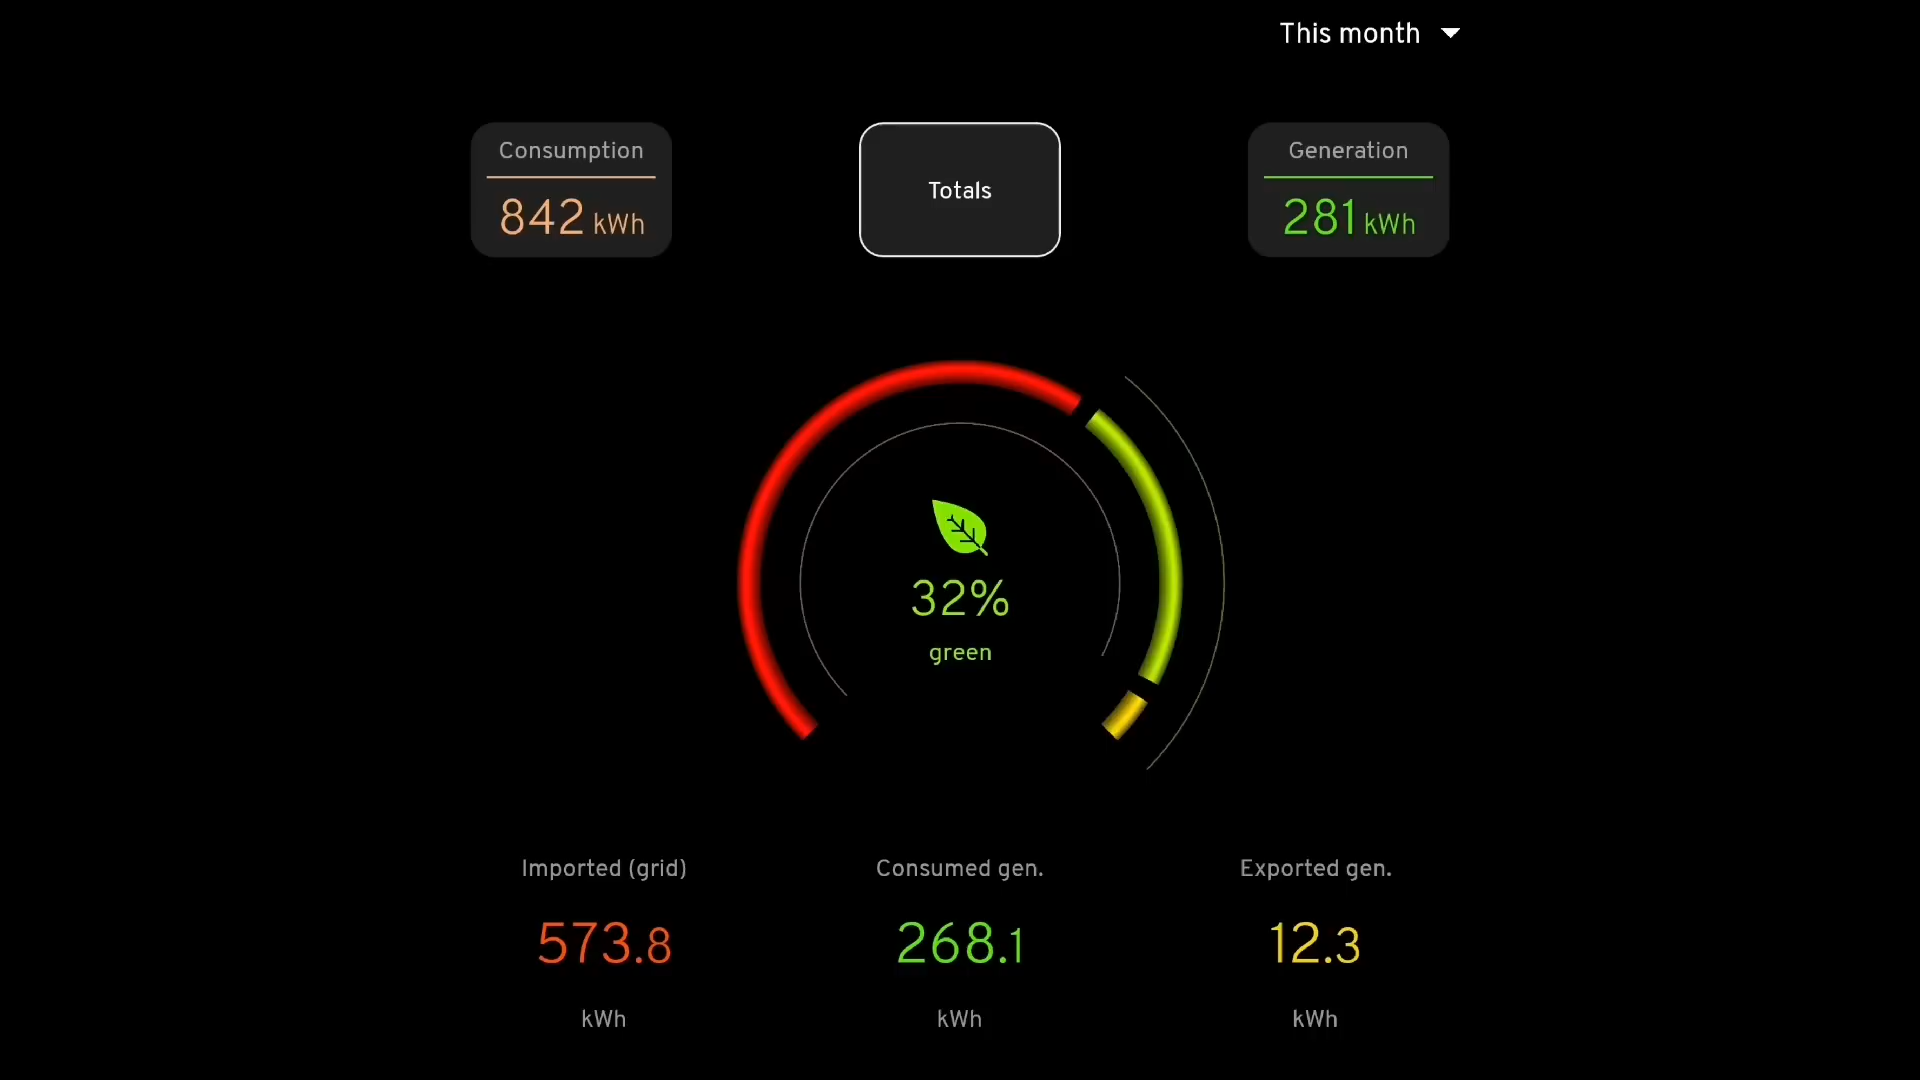 This month
Consumption
842 kWh
Totals
Generation
281 kWh
32%
green
Imported (grid)
573.8
kWh
Consumed gen.
268.1
kWh
Exported gen.
12.3
kWh